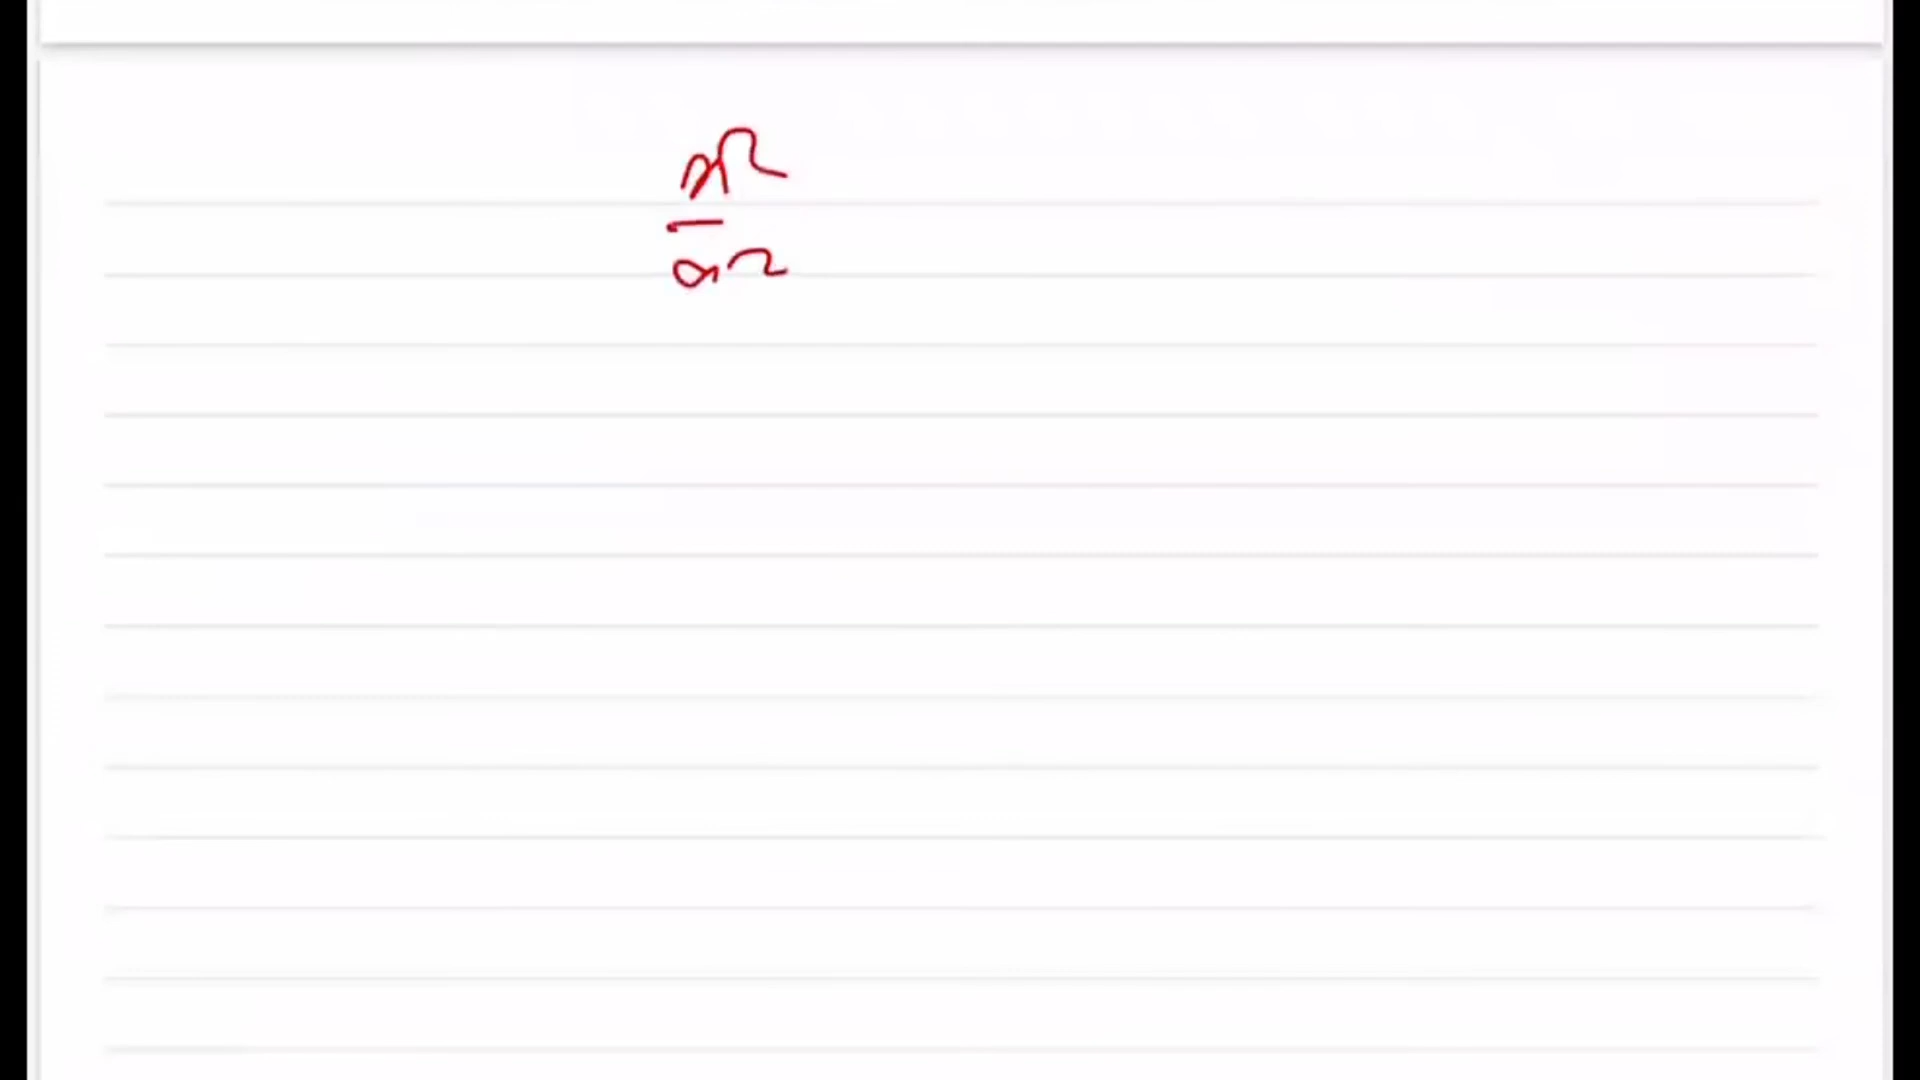 x²
—
a²